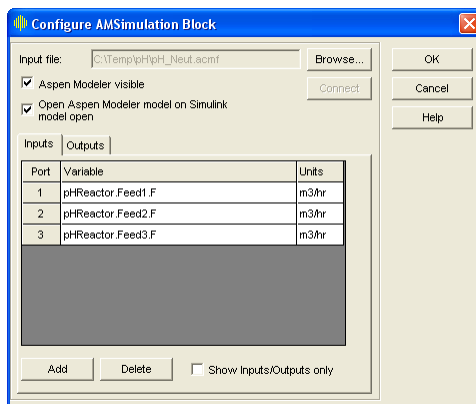 Configure AMSimulation Block
Input file: C:\Temp\pH\pH_Neut.acmf Browse... OK
Aspen Modeler visible Connect Cancel
Open Aspen Modeler model on Simulink
model open Help
Inputs Outputs
Port Variable Units
1 pHReactor.Feed1.F m3/hr
2 pHReactor.Feed2.F m3/hr
3 pHReactor.Feed3.F m3/hr
Add Delete Show Inputs/Outputs only